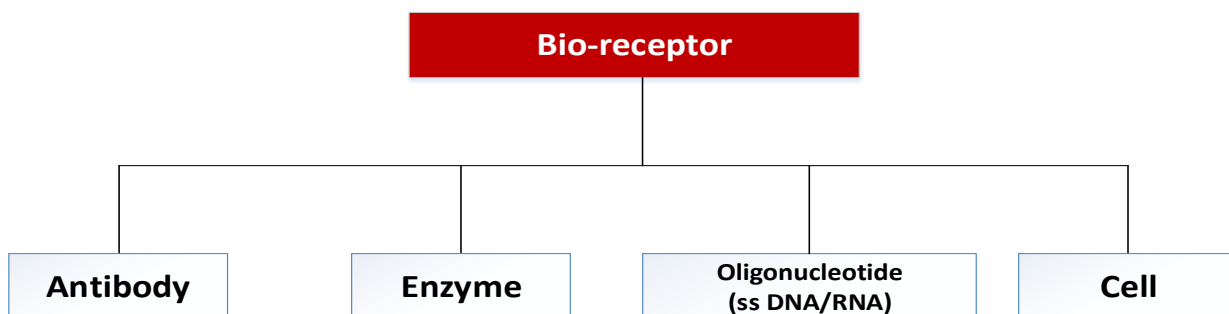 Bio-receptor
Antibody
Enzyme
Oligonucleotide
(ss DNA/RNA)
Cell